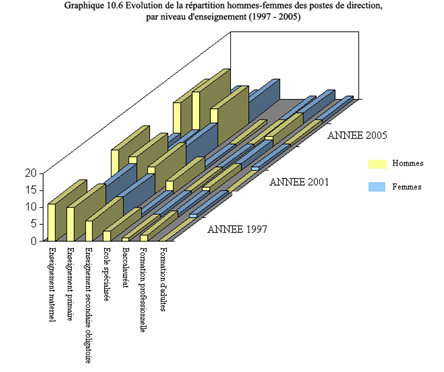 Graphique 10.6 Evolution de la répartition hommes-femmes des postes de direction,
par niveau d'enseignement (1997 - 2005)
ANNEE 2005
Hommes
Femmes
ANNEE 2001
ANNEE 1997
20
15
10
5
0
Enseignement maternel
Enseignement primaire
Enseignement secondaire obligatoire
Ecole spécialisée
Baccalauréat
Formation professionnelle
Formation d'adultes